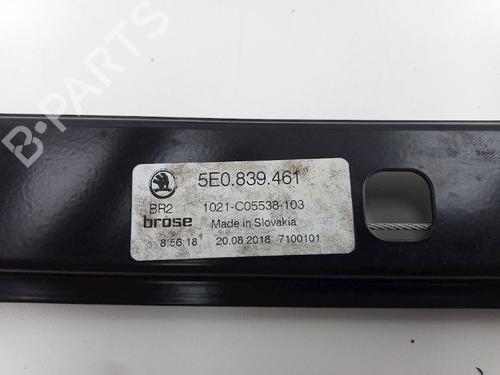 B-PARTS
5E0.839.461
BR2 1021-C05538-103
brose Made in Slovakia
8:56:18 20.08.2018 7100101